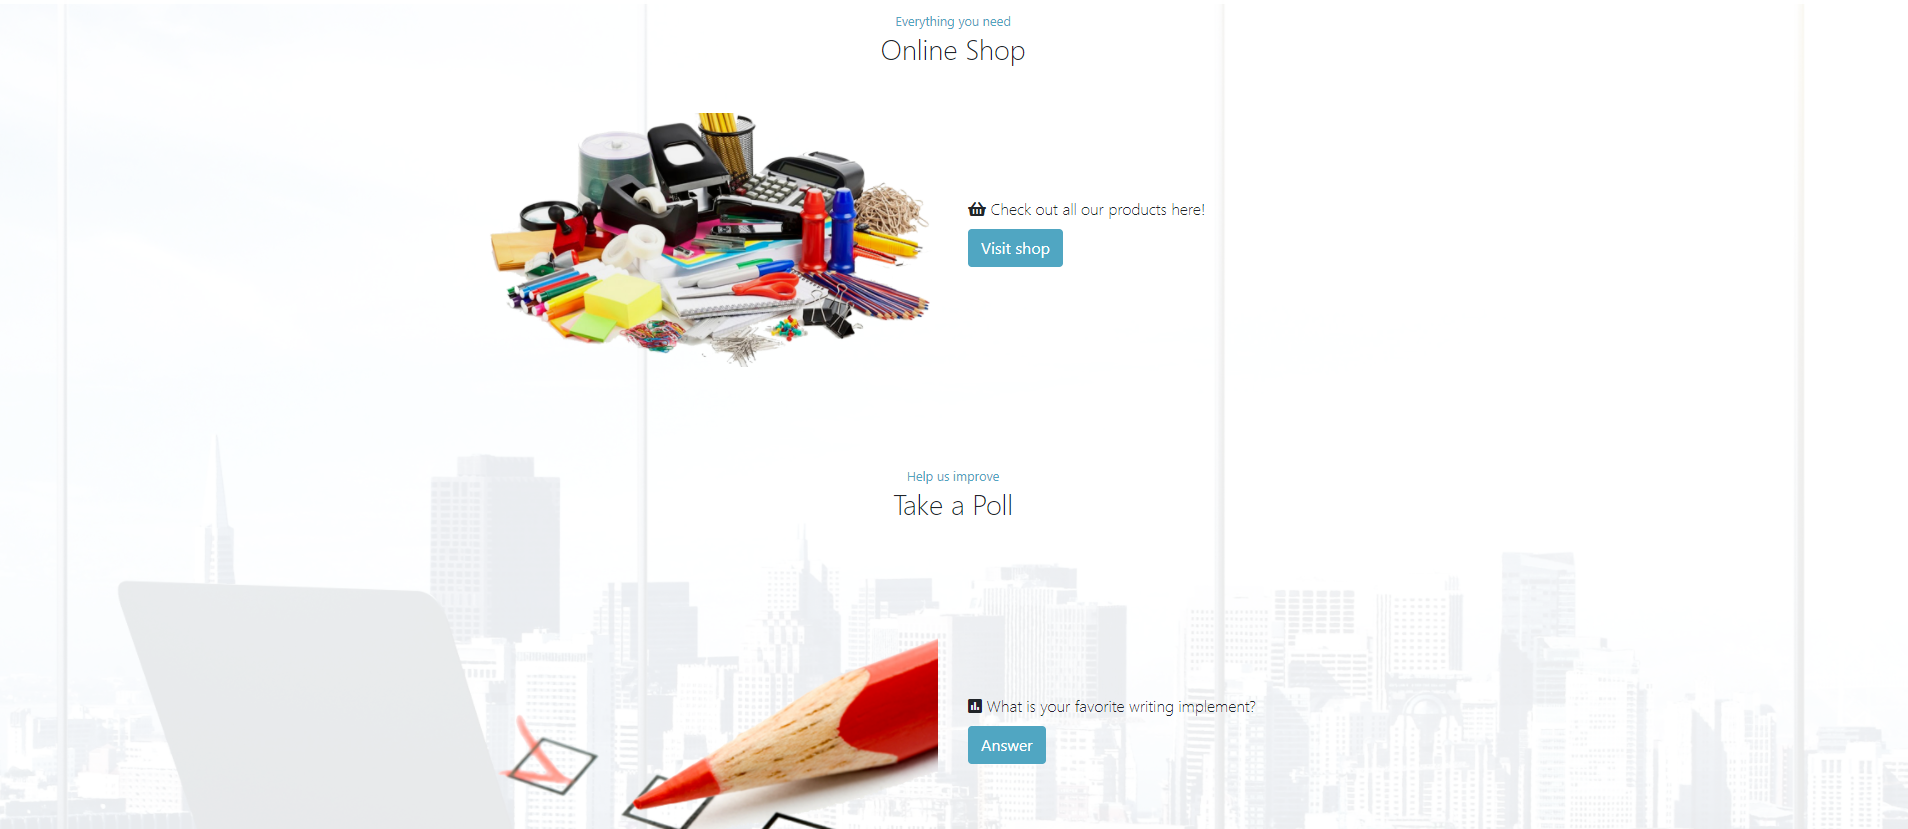 Everything you need
Online Shop
Check out all our products here!
Visit shop
Help us improve
Take a Poll
What is your favorite writing implement?
Answer